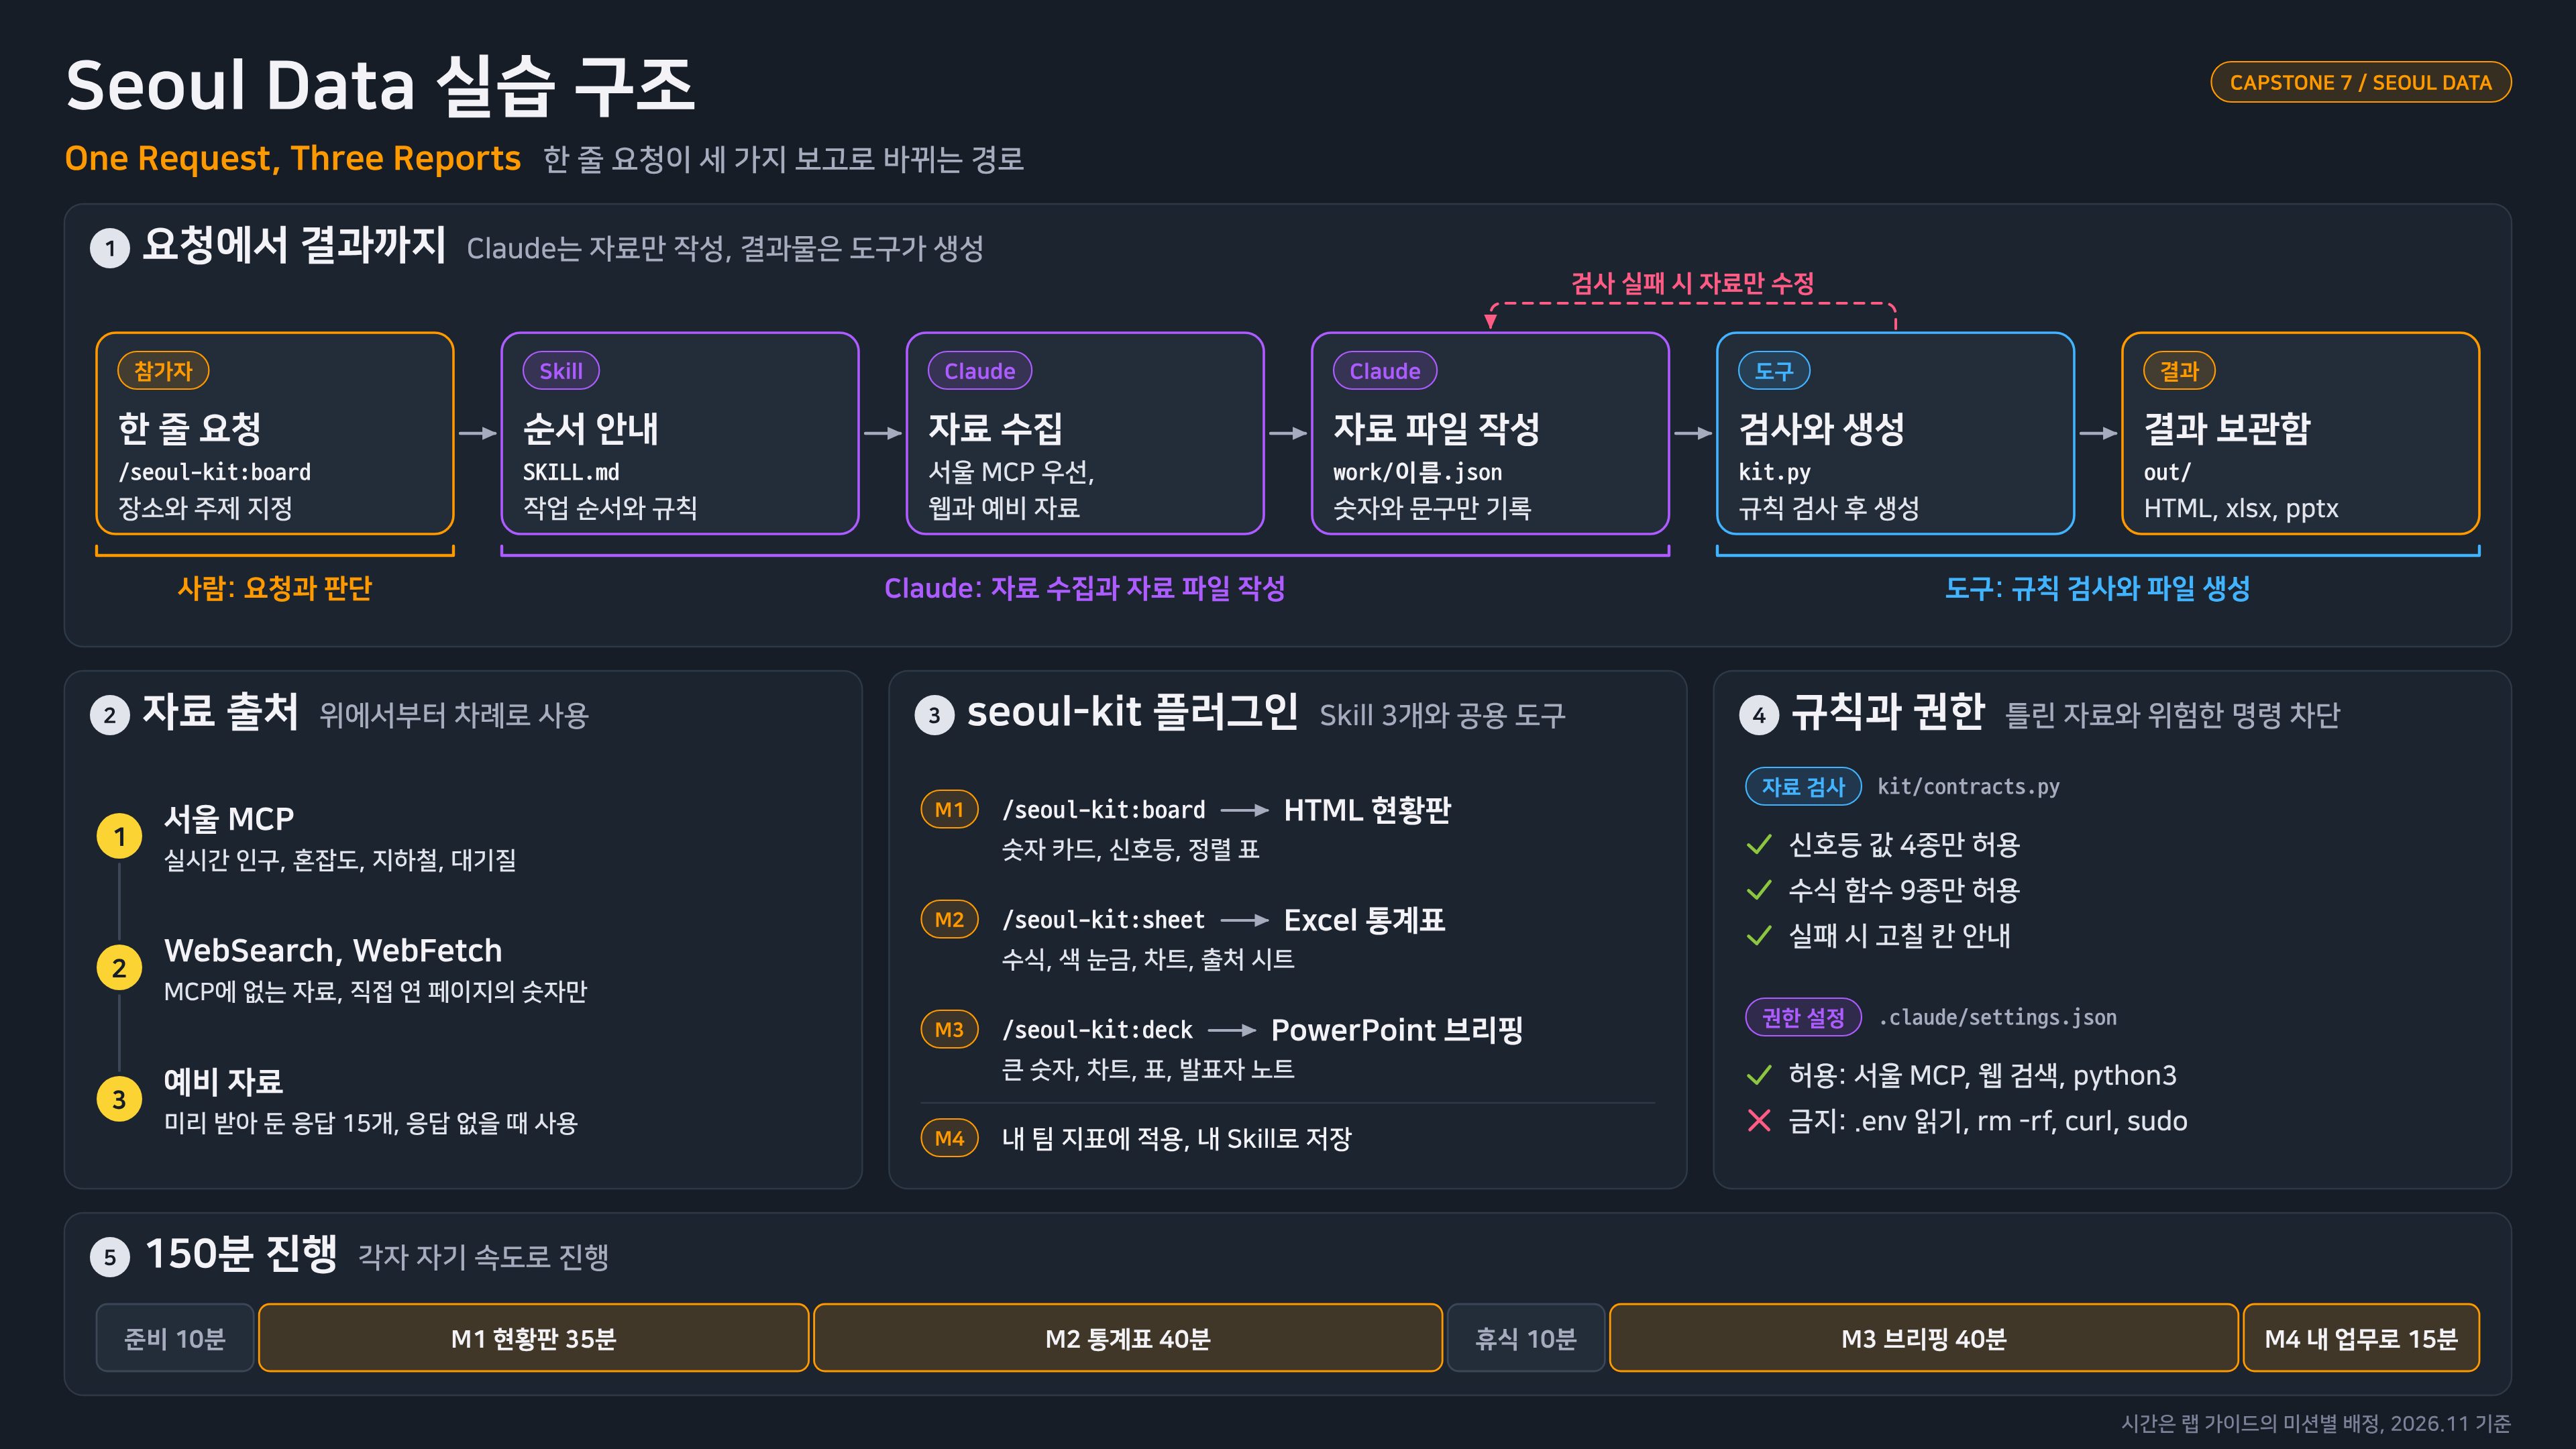 Seoul Data 실습 구조
CAPSTONE 7 / SEOUL DATA
One Request, Three Reports 한 줄 요청이 세 가지 보고로 바뀌는 경로
1 요청에서 결과까지 Claude는 자료만 작성, 결과물은 도구가 생성
검사 실패 시 자료만 수정
참가자
한 줄 요청
/seoul-kit:board
장소와 주제 지정
Skill
순서 안내
SKILL.md
작업 순서와 규칙
Claude
자료 수집
서울 MCP 우선,
웹과 예비 자료
Claude
자료 파일 작성
work/이름.json
숫자와 문구만 기록
도구
검사와 생성
kit.py
규칙 검사 후 생성
결과
결과 보관함
out/
HTML, xlsx, pptx
사람: 요청과 판단
Claude: 자료 수집과 자료 파일 작성
도구: 규칙 검사와 파일 생성
2 자료 출처 위에서부터 차례로 사용
1 서울 MCP
실시간 인구, 혼잡도, 지하철, 대기질
2 WebSearch, WebFetch
MCP에 없는 자료, 직접 연 페이지의 숫자만
3 예비 자료
미리 받아 둔 응답 15개, 응답 없을 때 사용
3 seoul-kit 플러그인 Skill 3개와 공용 도구
M1 /seoul-kit:board → HTML 현황판
숫자 카드, 신호등, 정렬 표
M2 /seoul-kit:sheet → Excel 통계표
수식, 색 눈금, 차트, 출처 시트
M3 /seoul-kit:deck → PowerPoint 브리핑
큰 숫자, 차트, 표, 발표자 노트
M4 내 팀 지표에 적용, 내 Skill로 저장
4 규칙과 권한 틀린 자료와 위험한 명령 차단
자료 검사 kit/contracts.py
✓ 신호등 값 4종만 허용
✓ 수식 함수 9종만 허용
✓ 실패 시 고칠 칸 안내
권한 설정 .claude/settings.json
✓ 허용: 서울 MCP, 웹 검색, python3
✕ 금지: .env 읽기, rm -rf, curl, sudo
5 150분 진행 각자 자기 속도로 진행
준비 10분
M1 현황판 35분
M2 통계표 40분
휴식 10분
M3 브리핑 40분
M4 내 업무로 15분
시간은 랩 가이드의 미션별 배정, 2026.11 기준